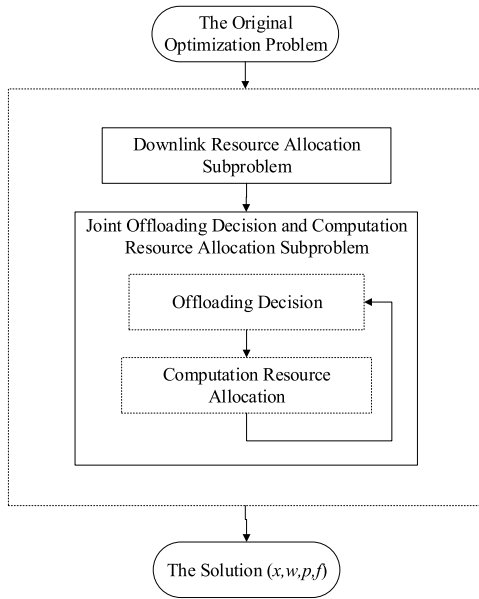 The Original
Optimization Problem
Downlink Resource Allocation
Subproblem
Joint Offloading Decision and Computation
Resource Allocation Subproblem
Offloading Decision
Computation Resource
Allocation
The Solution (x,w,p,f)